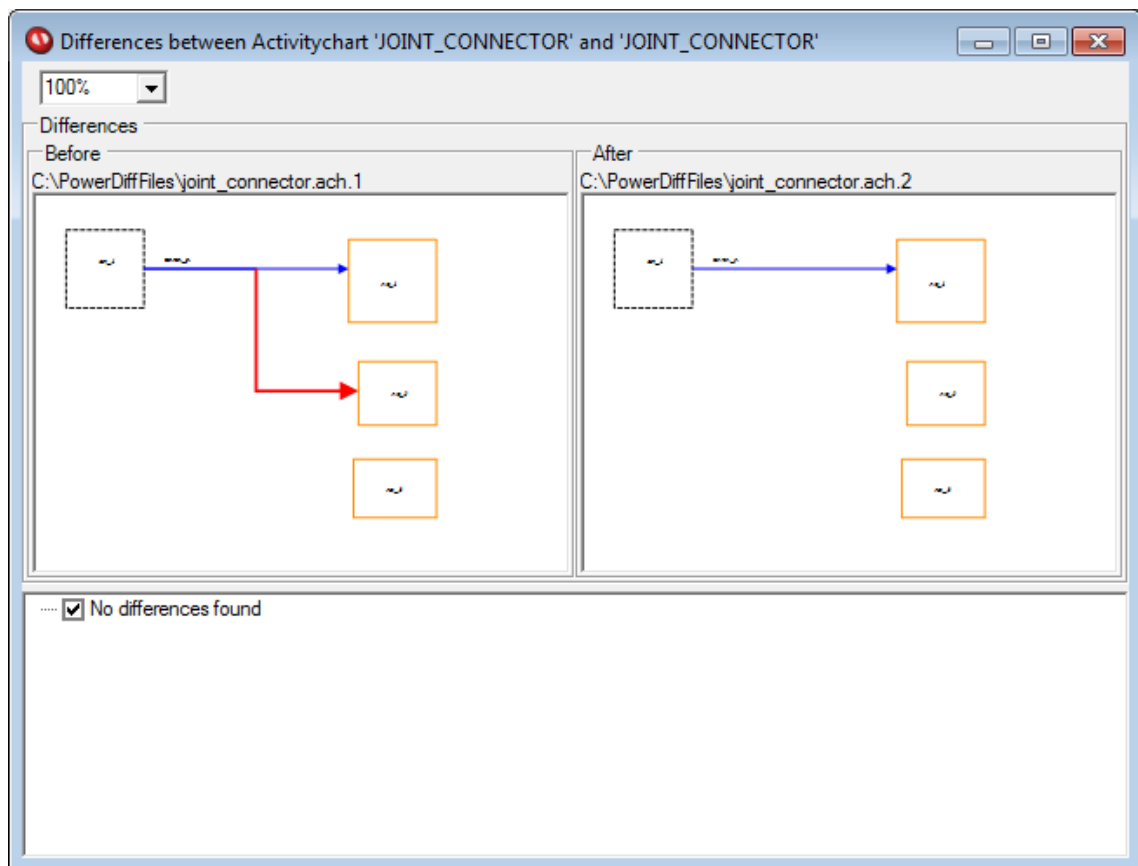 Differences between Activitychart 'JOINT_CONNECTOR' and 'JOINT_CONNECTOR'
100%
Differences
Before
After
C:\PowerDiffFiles\joint_connector.ach.1
C:\PowerDiffFiles\joint_connector.ach.2
No differences found